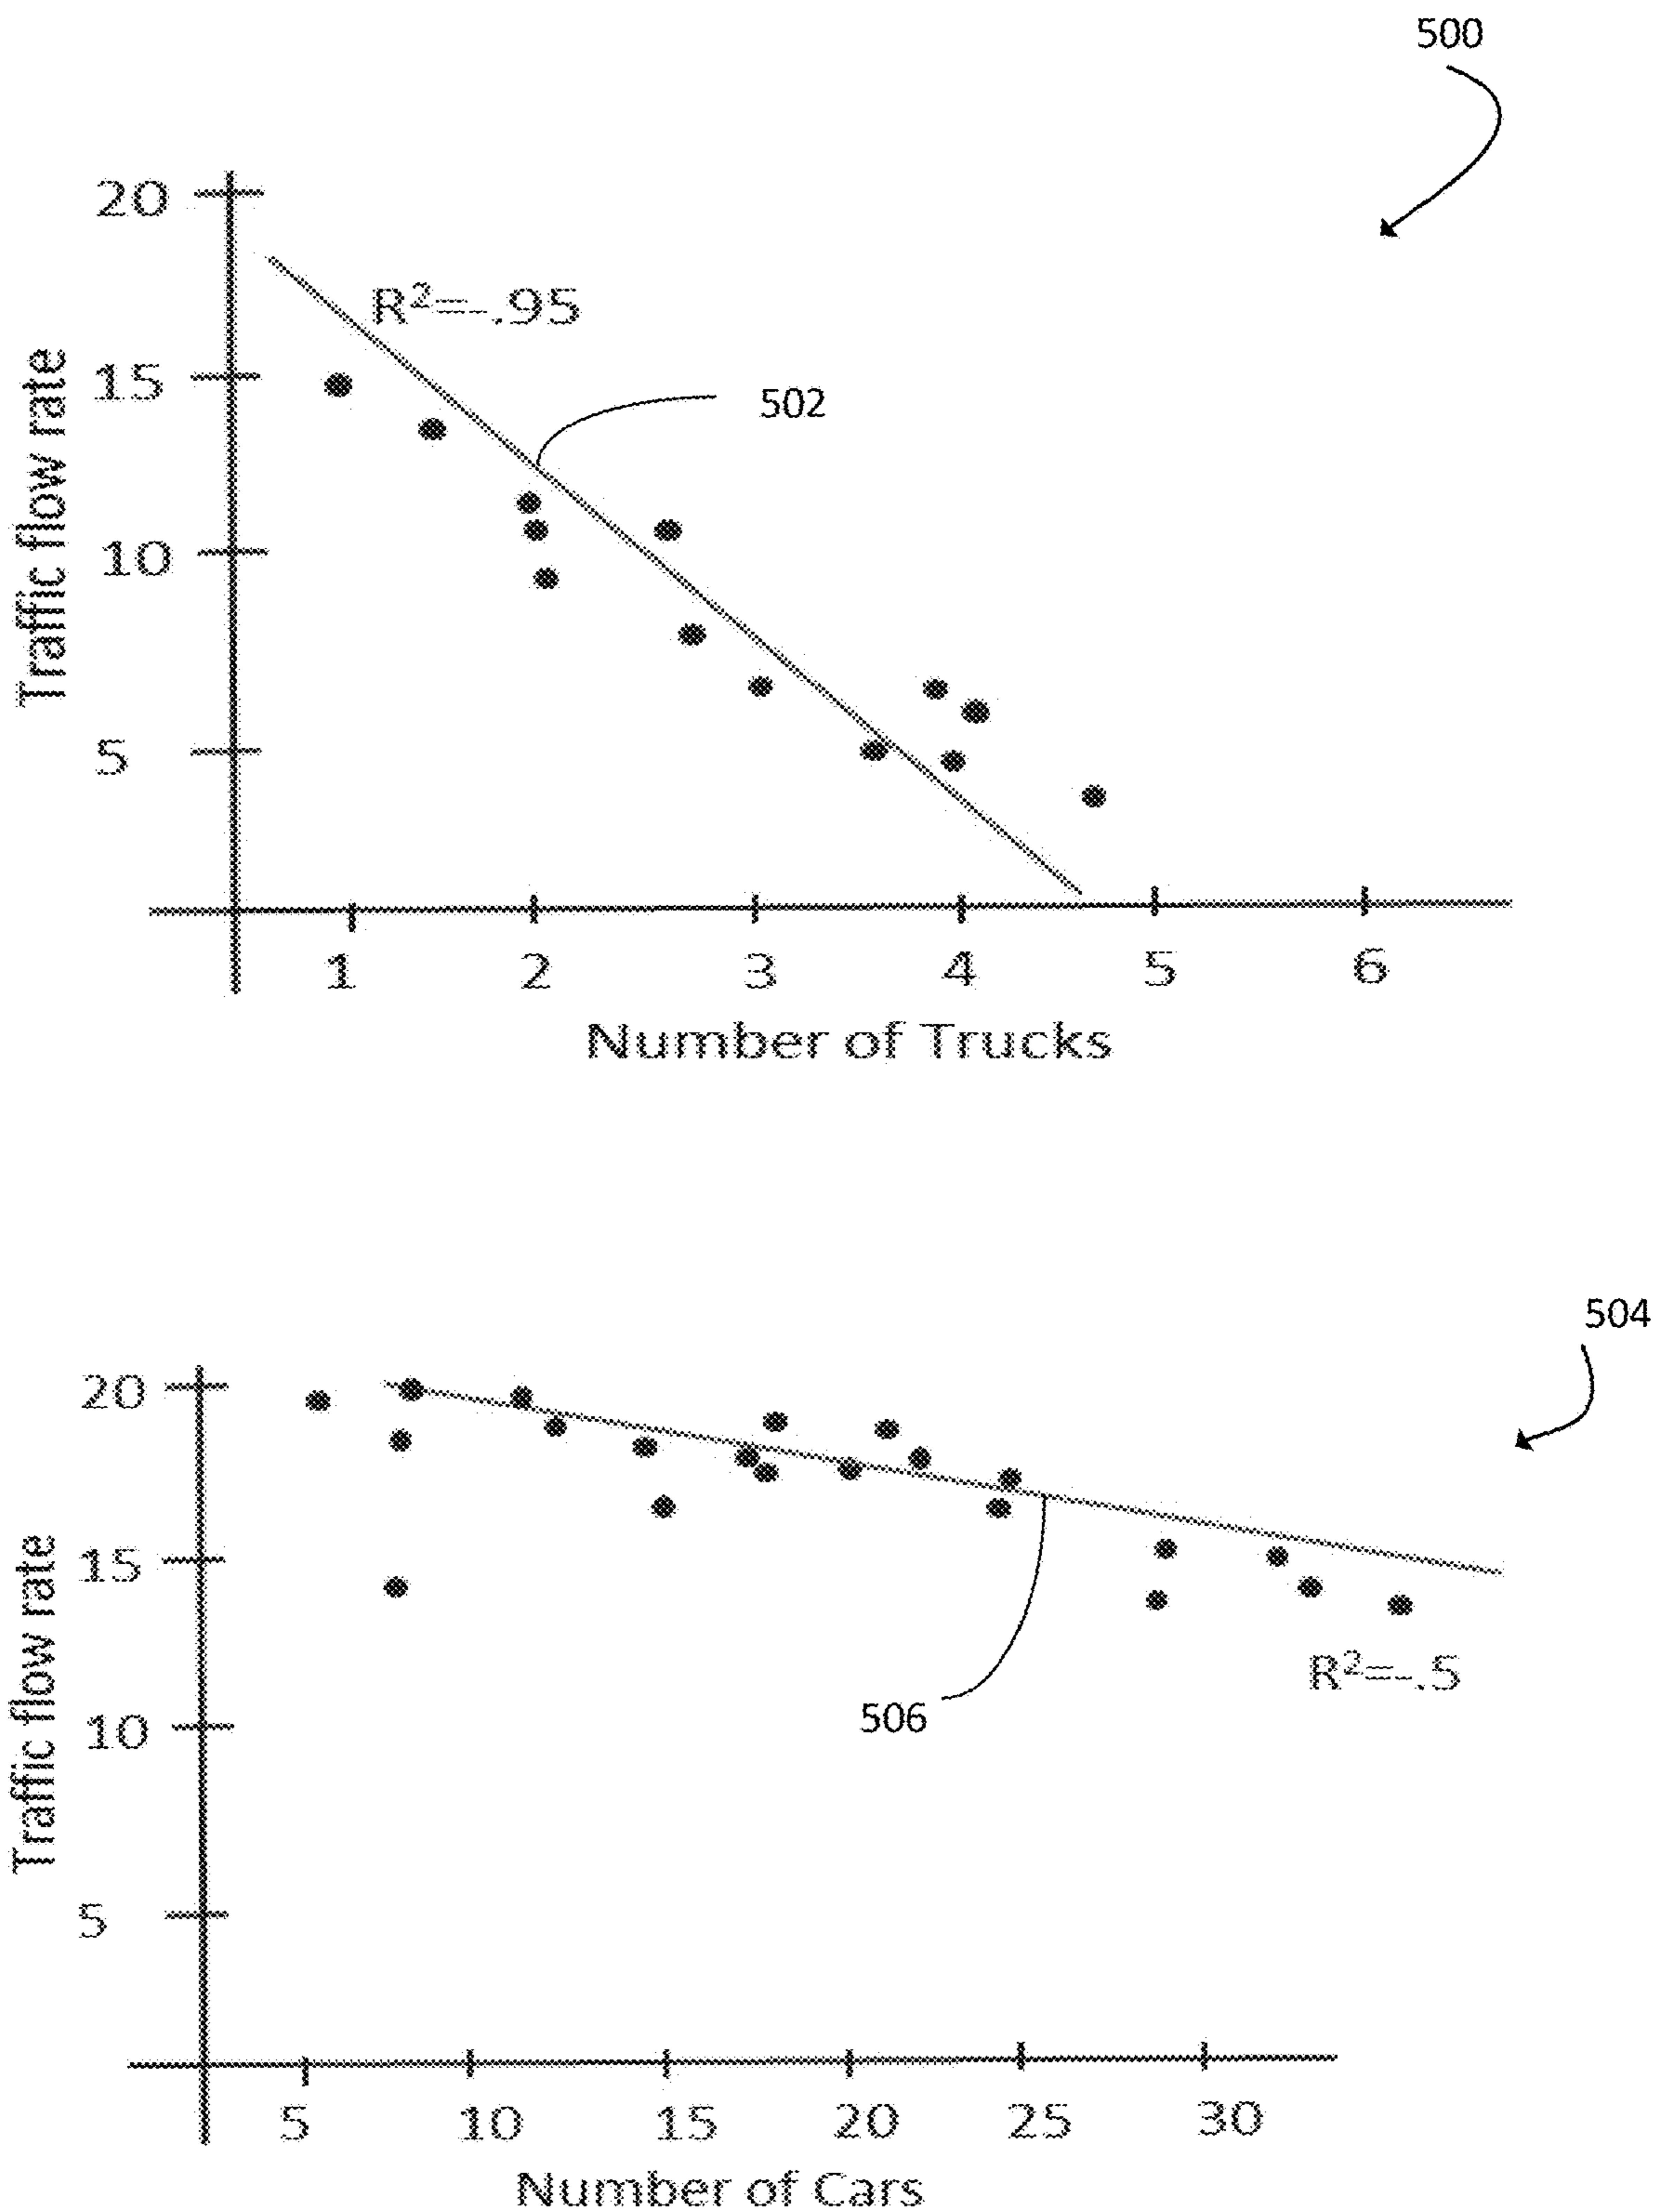 500
20
R²=-.95
15
502
Traffic flow rate
10
5
1 2 3 4 5 6
Number of Trucks
504
20
15
Traffic flow rate
10
506
R²=-.5
5
5 10 15 20 25 30
Number of Cars